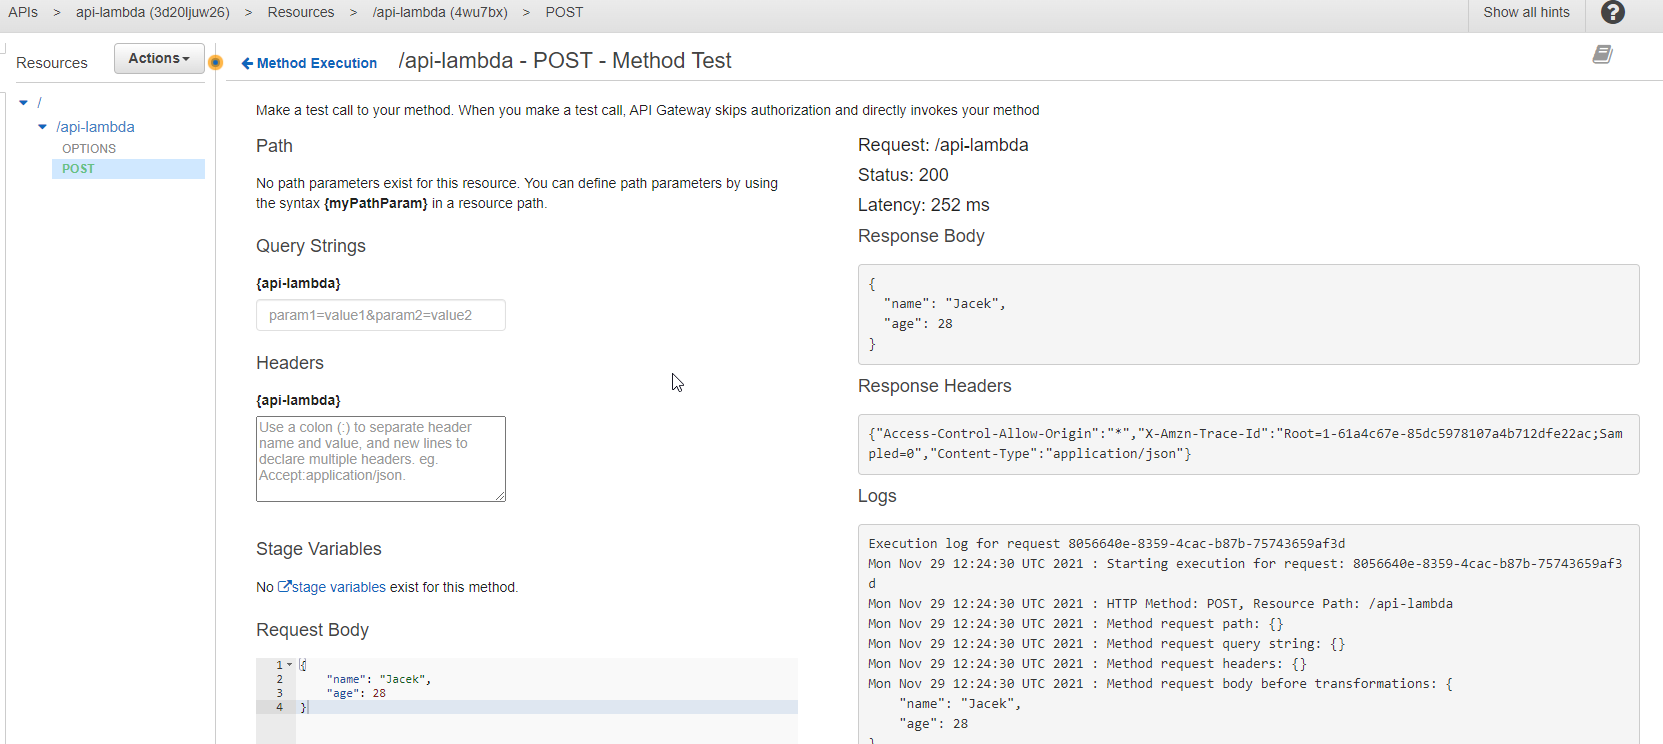 APIs > api-lambda (3d20ljuw26) > Resources > /api-lambda (4wu7bx) > POST Show all hints ?
Resources Actions
Method Execution /api-lambda - POST - Method Test
/
/api-lambda
OPTIONS
POST
Make a test call to your method. When you make a test call, API Gateway skips authorization and directly invokes your method
Path
No path parameters exist for this resource. You can define path parameters by using
the syntax {myPathParam} in a resource path.
Query Strings
{api-lambda}
param1=value1&param2=value2
Headers
{api-lambda}
Use a colon (:) to separate header
name and value, and new lines to
declare multiple headers. eg.
Accept:application/json.
Stage Variables
No stage variables exist for this method.
Request Body
1 {
2 "name": "Jacek",
3 "age": 28
4 }
Request: /api-lambda
Status: 200
Latency: 252 ms
Response Body
{
"name": "Jacek",
"age": 28
}
Response Headers
{"Access-Control-Allow-Origin":"*","X-Amzn-Trace-Id":"Root=1-61a4c67e-85dc5978107a4b712dfe22ac;Sam
pled=0","Content-Type":"application/json"}
Logs
Execution log for request 8056640e-8359-4cac-b87b-75743659af3d
Mon Nov 29 12:24:30 UTC 2021 : Starting execution for request: 8056640e-8359-4cac-b87b-75743659af3
d
Mon Nov 29 12:24:30 UTC 2021 : HTTP Method: POST, Resource Path: /api-lambda
Mon Nov 29 12:24:30 UTC 2021 : Method request path: {}
Mon Nov 29 12:24:30 UTC 2021 : Method request query string: {}
Mon Nov 29 12:24:30 UTC 2021 : Method request headers: {}
Mon Nov 29 12:24:30 UTC 2021 : Method request body before transformations: {
"name": "Jacek",
"age": 28
}